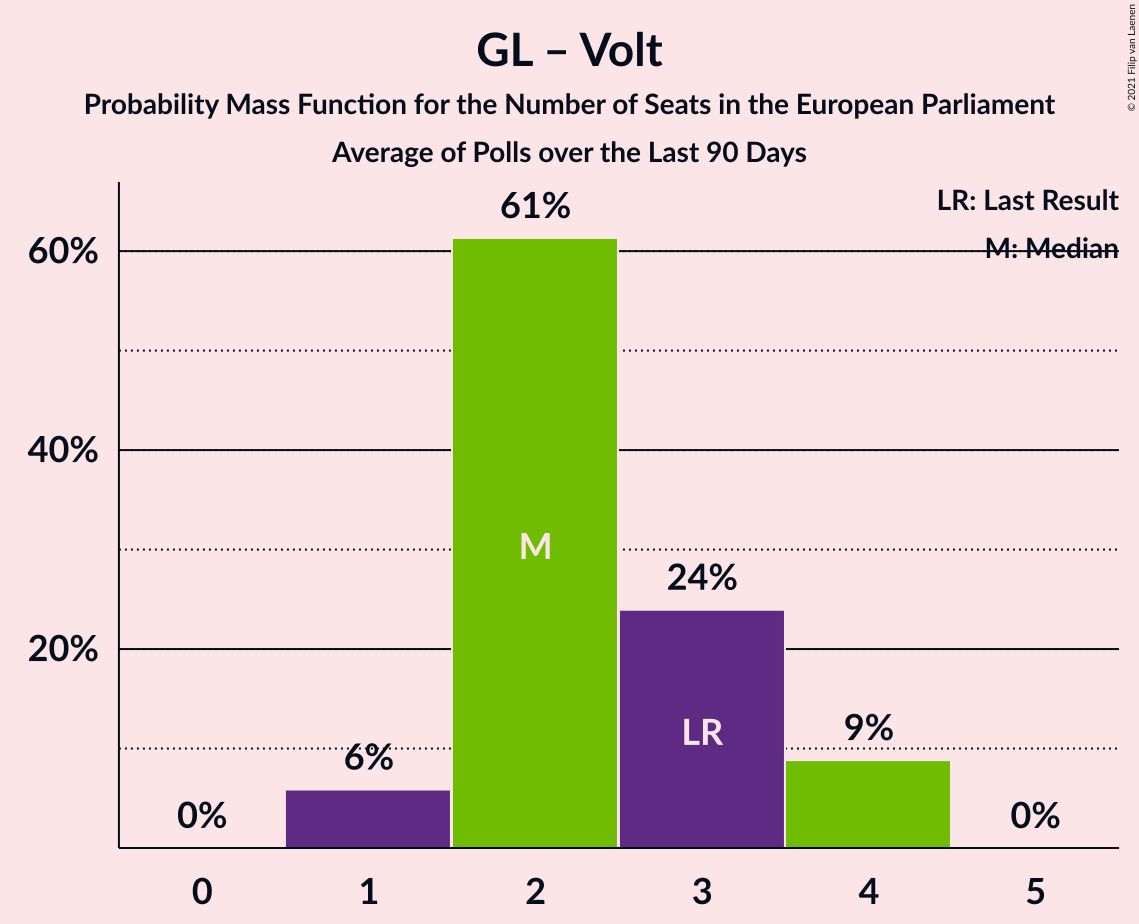 GL – Volt
Probability Mass Function for the Number of Seats in the European Parliament
Average of Polls over the Last 90 Days
© 2021 Filip van Laenen
LR: Last Result
M: Median
60%
40%
20%
0%
6%
61%
24%
9%
0%
M
LR
0 1 2 3 4 5